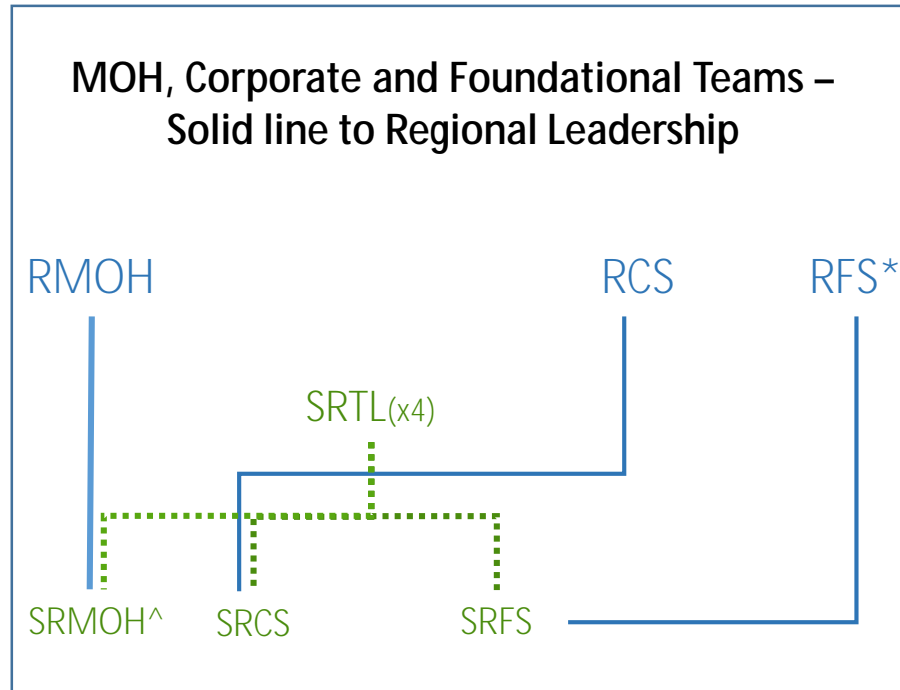 MOH, Corporate and Foundational Teams –
Solid line to Regional Leadership
RMOH RCS RFS*
SRTL(x4)
SRMOH^ SRCS SRFS